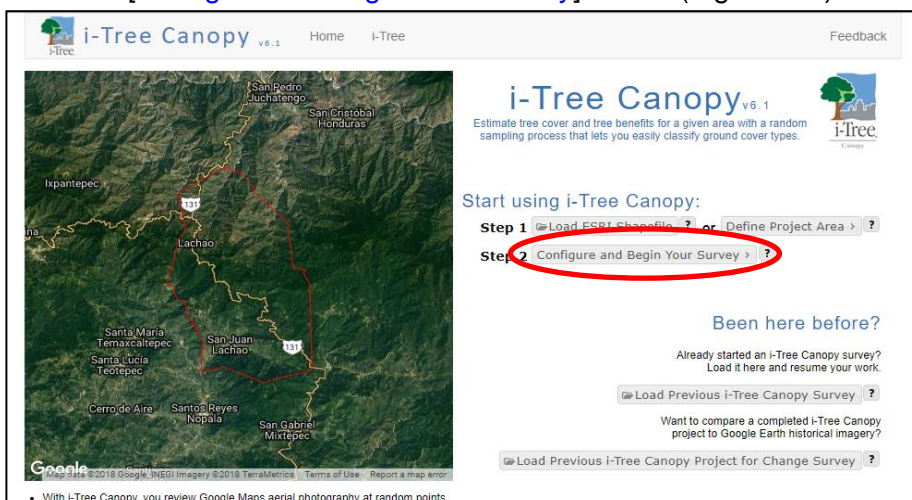 i-Tree Canopy v6.1 Home i-Tree Feedback
i-Tree
San Pedro
Juchatengo
San Cristóbal
Honduras
Ixpantepec
131
na
Lachao
Santa María
Temaxcaltepec
San Juan
Lachao
131
Santa Lucia
Teotepec
Cerro de Aire
Santos Reyes
Nopala
San Gabriel
Mixtepec
Google
Map data ©2018 Google, INEGI Imagery ©2018 TerraMetrics Terms of Use Report a map error
With i-Tree Canopy, you review Google Maps aerial photography at random points
i-Tree Canopy v6.1
Estimate tree cover and tree benefits for a given area with a random
sampling process that lets you easily classify ground cover types.
i-Tree
Canopy
Start using i-Tree Canopy:
Step 1 Load ESRI Shapefile ? or Define Project Area > ?
Step 2 Configure and Begin Your Survey > ?
Been here before?
Already started an i-Tree Canopy survey?
Load it here and resume your work.
Load Previous i-Tree Canopy Survey ?
Want to compare a completed i-Tree Canopy
project to Google Earth historical imagery?
Load Previous i-Tree Canopy Project for Change Survey ?